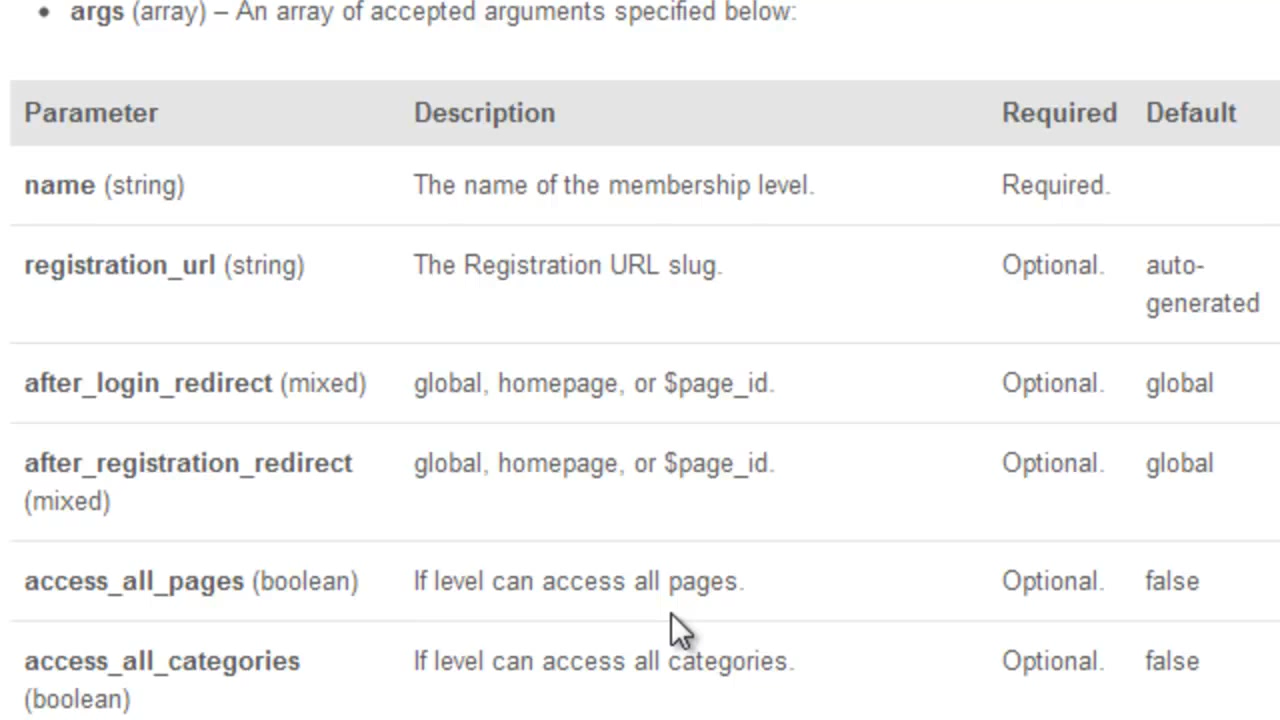 • args (array) – An array of accepted arguments specified below:
Parameter Description Required Default
name (string) The name of the membership level. Required.
registration_url (string) The Registration URL slug. Optional. auto-
generated
after_login_redirect (mixed) global, homepage, or $page_id. Optional. global
after_registration_redirect global, homepage, or $page_id. Optional. global
(mixed)
access_all_pages (boolean) If level can access all pages. Optional. false
access_all_categories If level can access all categories. Optional. false
(boolean)